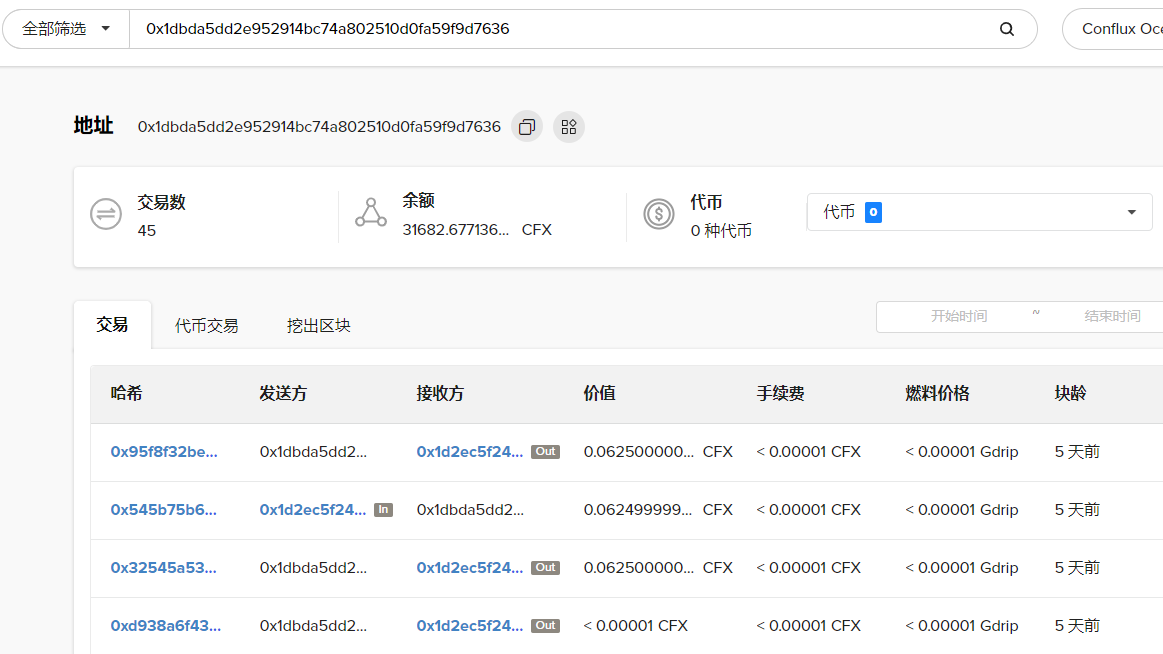 全部筛选 0x1dbda5dd2e952914bc74a802510d0fa59f9d7636 Conflux Oce
地址 0x1dbda5dd2e952914bc74a802510d0fa59f9d7636
交易数 余额 代币
45 31682.677136... CFX 0 种代币 代币 0
交易 代币交易 挖出区块 开始时间 ~ 结束时间
哈希 发送方 接收方 价值 手续费 燃料价格 块龄
0x95f8f32be... 0x1dbda5dd2... 0x1d2ec5f24... Out 0.062500000... CFX < 0.00001 CFX < 0.00001 Gdrip 5 天前
0x545b75b6... 0x1d2ec5f24... In 0x1dbda5dd2... 0.062499999... CFX < 0.00001 CFX < 0.00001 Gdrip 5 天前
0x32545a53... 0x1dbda5dd2... 0x1d2ec5f24... Out 0.062500000... CFX < 0.00001 CFX < 0.00001 Gdrip 5 天前
0xd938a6f43... 0x1dbda5dd2... 0x1d2ec5f24... Out < 0.00001 CFX < 0.00001 CFX < 0.00001 Gdrip 5 天前